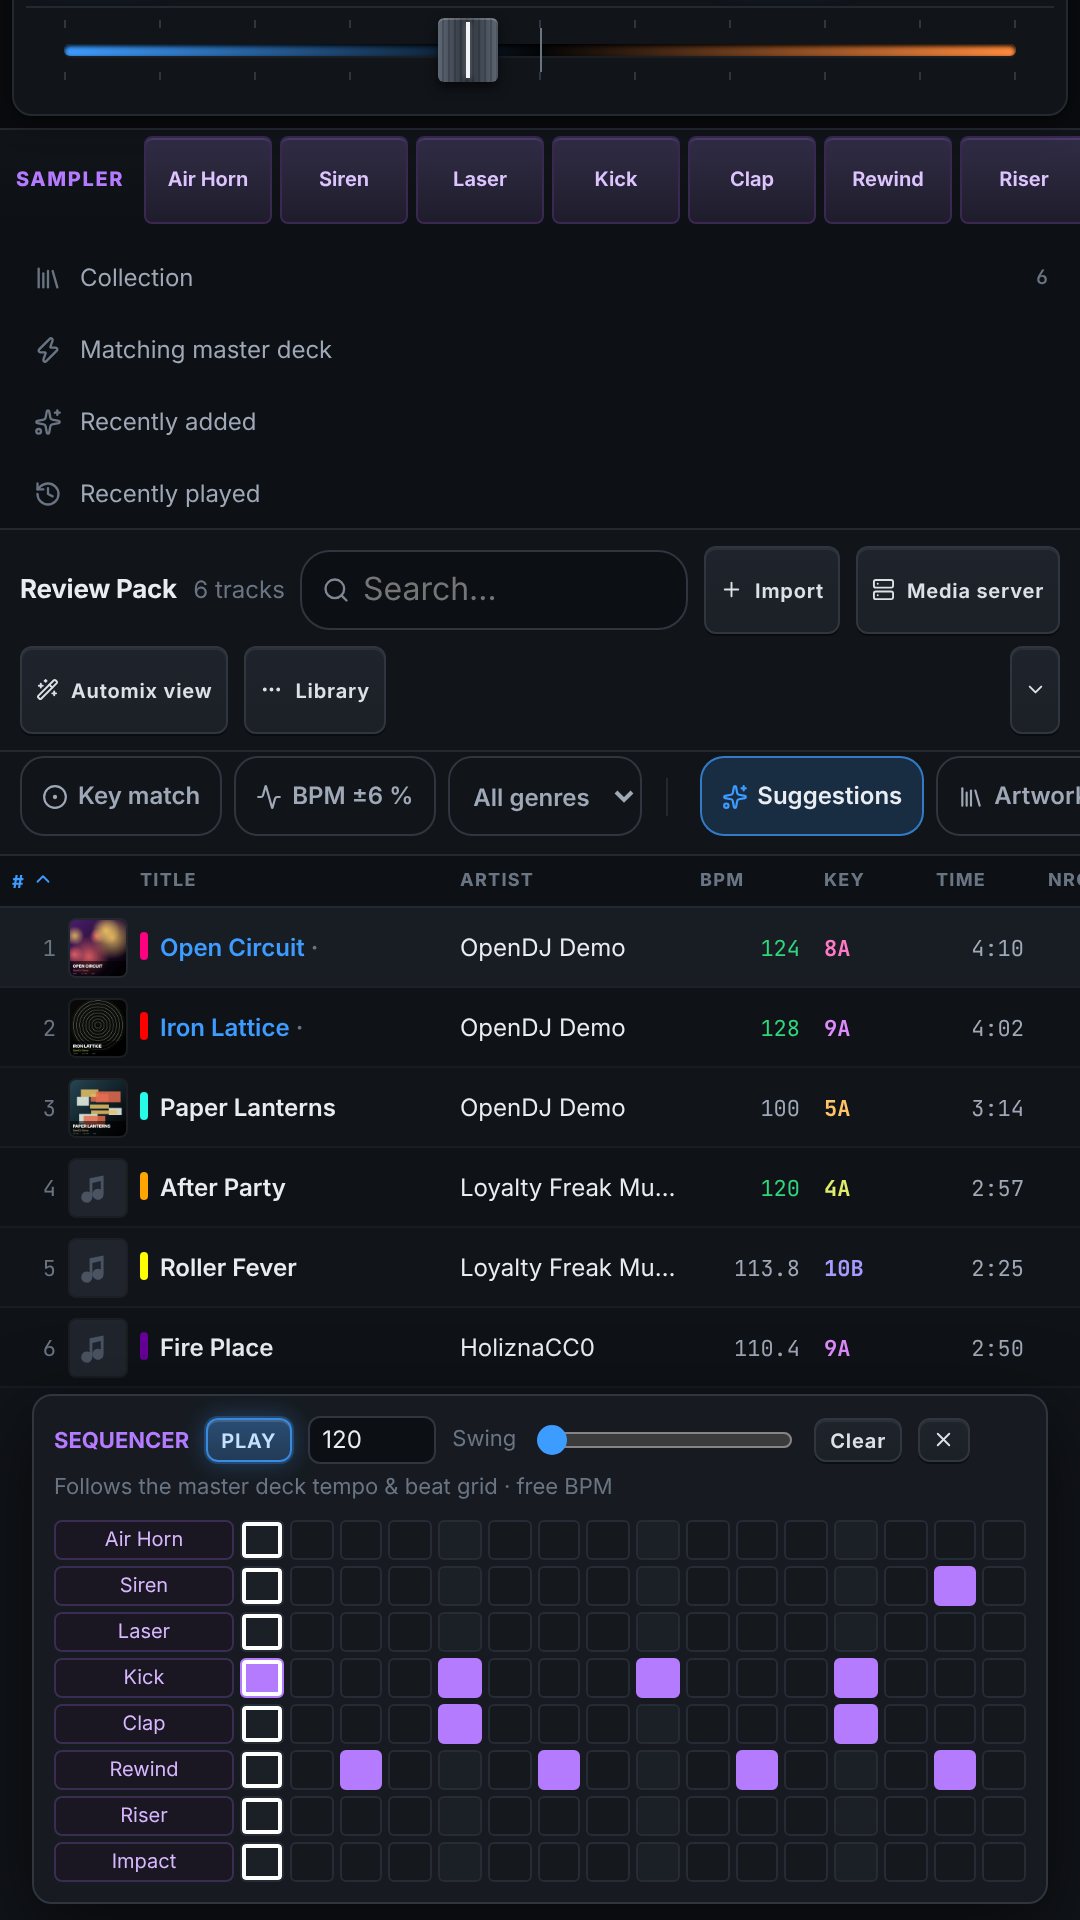 SAMPLER Air Horn Siren Laser Kick Clap Rewind Riser
Collection 6
Matching master deck
Recently added
Recently played
Review Pack 6 tracks Search... + Import Media server
Automix view ··· Library
Key match BPM ±6 % All genres Suggestions Artwork
# TITLE ARTIST BPM KEY TIME
1 OPEN CIRCUIT Open Circuit · OpenDJ Demo 124 8A 4:10
2 IRON LATTICE Iron Lattice · OpenDJ Demo 128 9A 4:02
3 PAPER LANTERNS Paper Lanterns OpenDJ Demo 100 5A 3:14
4 After Party Loyalty Freak Mu... 120 4A 2:57
5 Roller Fever Loyalty Freak Mu... 113.8 10B 2:25
6 Fire Place HoliznaCC0 110.4 9A 2:50
SEQUENCER PLAY 120 Swing Clear ×
Follows the master deck tempo & beat grid · free BPM
Air Horn
Siren
Laser
Kick
Clap
Rewind
Riser
Impact